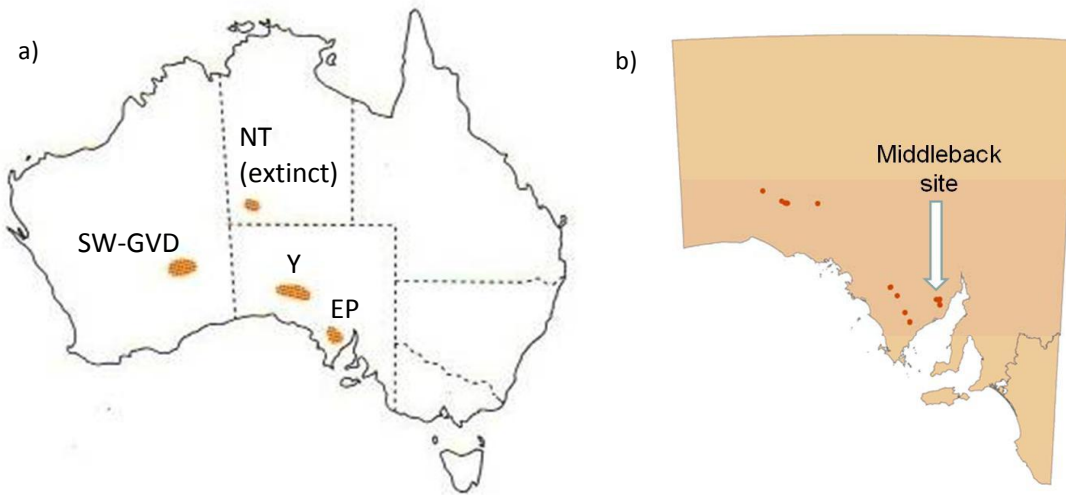 a)
NT
(extinct)
SW-GVD
Y
EP
b)
Middleback
site